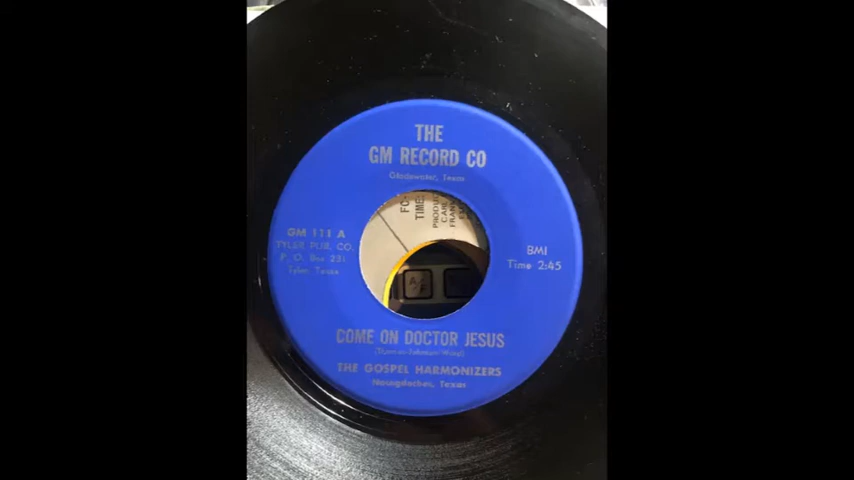 THE
GM RECORD CO
Gladewater, Texas
GM 111 A
TYLER PUB. CO.
P. O. Box 231
Tyler, Texas
BMI
Time 2:45
COME ON DOCTOR JESUS
THE GOSPEL HARMONIZERS
Nacogdoches, Texas
TIME: